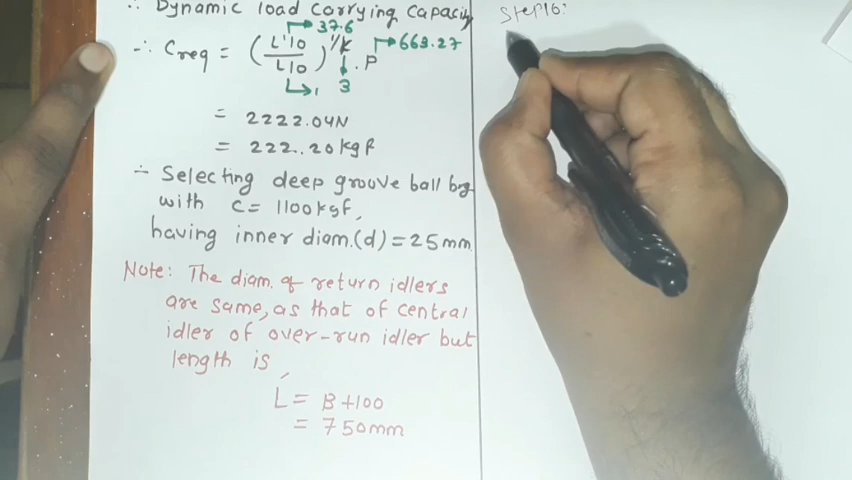 ∴ Dynamic load carrying capacity
∴ Creq = (L'10/L10)^1/k . P
→ 37.6
→ 663.27
→ 1
3
= 2222.04N
= 222..20 kgf
∴ Selecting deep groove ball brg
with C= 1100kgf,
having inner diam.(d) = 25mm
Note: The diam. of return idlers
are same, as that of central
idler of over-run idler but
length is
L = B+100
= 750mm
Step16: